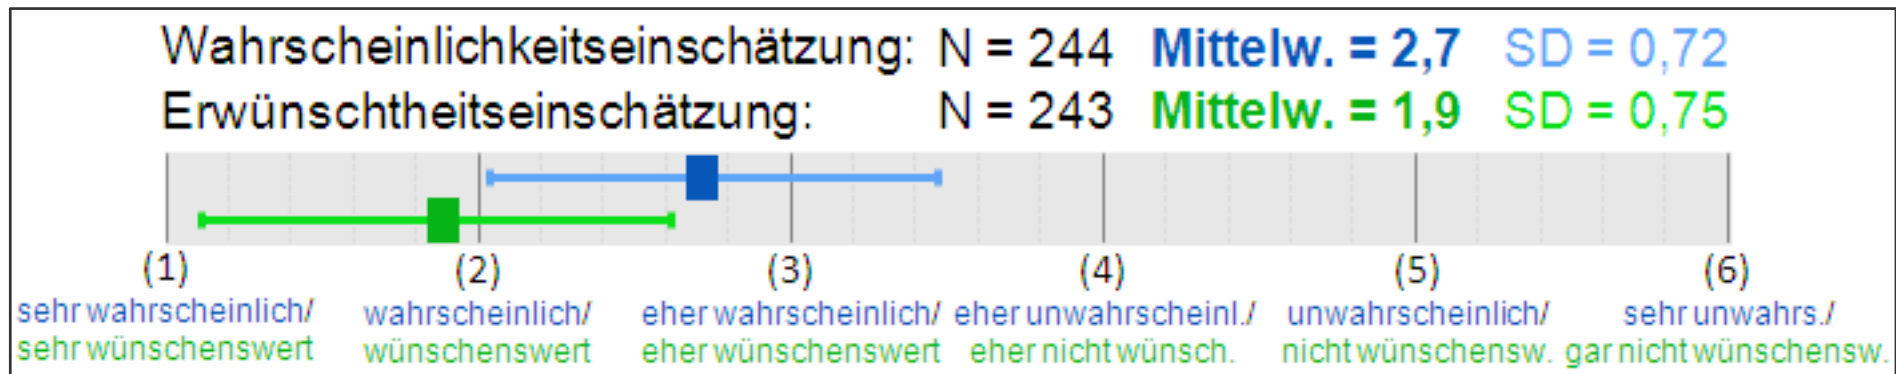 Wahrscheinlichkeitseinschätzung: N = 244 Mittelw. = 2,7 SD = 0,72
Erwünschtheitseinschätzung: N = 243 Mittelw. = 1,9 SD = 0,75
(1) (2) (3) (4) (5) (6)
sehr wahrscheinlich/ wahrscheinlich/ eher wahrscheinlich/ eher unwahrscheinl./ unwahrscheinlich/ sehr unwahrs./
sehr wünschenswert wünschenswert eher wünschenswert eher nicht wünsch. nicht wünschensw. gar nicht wünschensw.